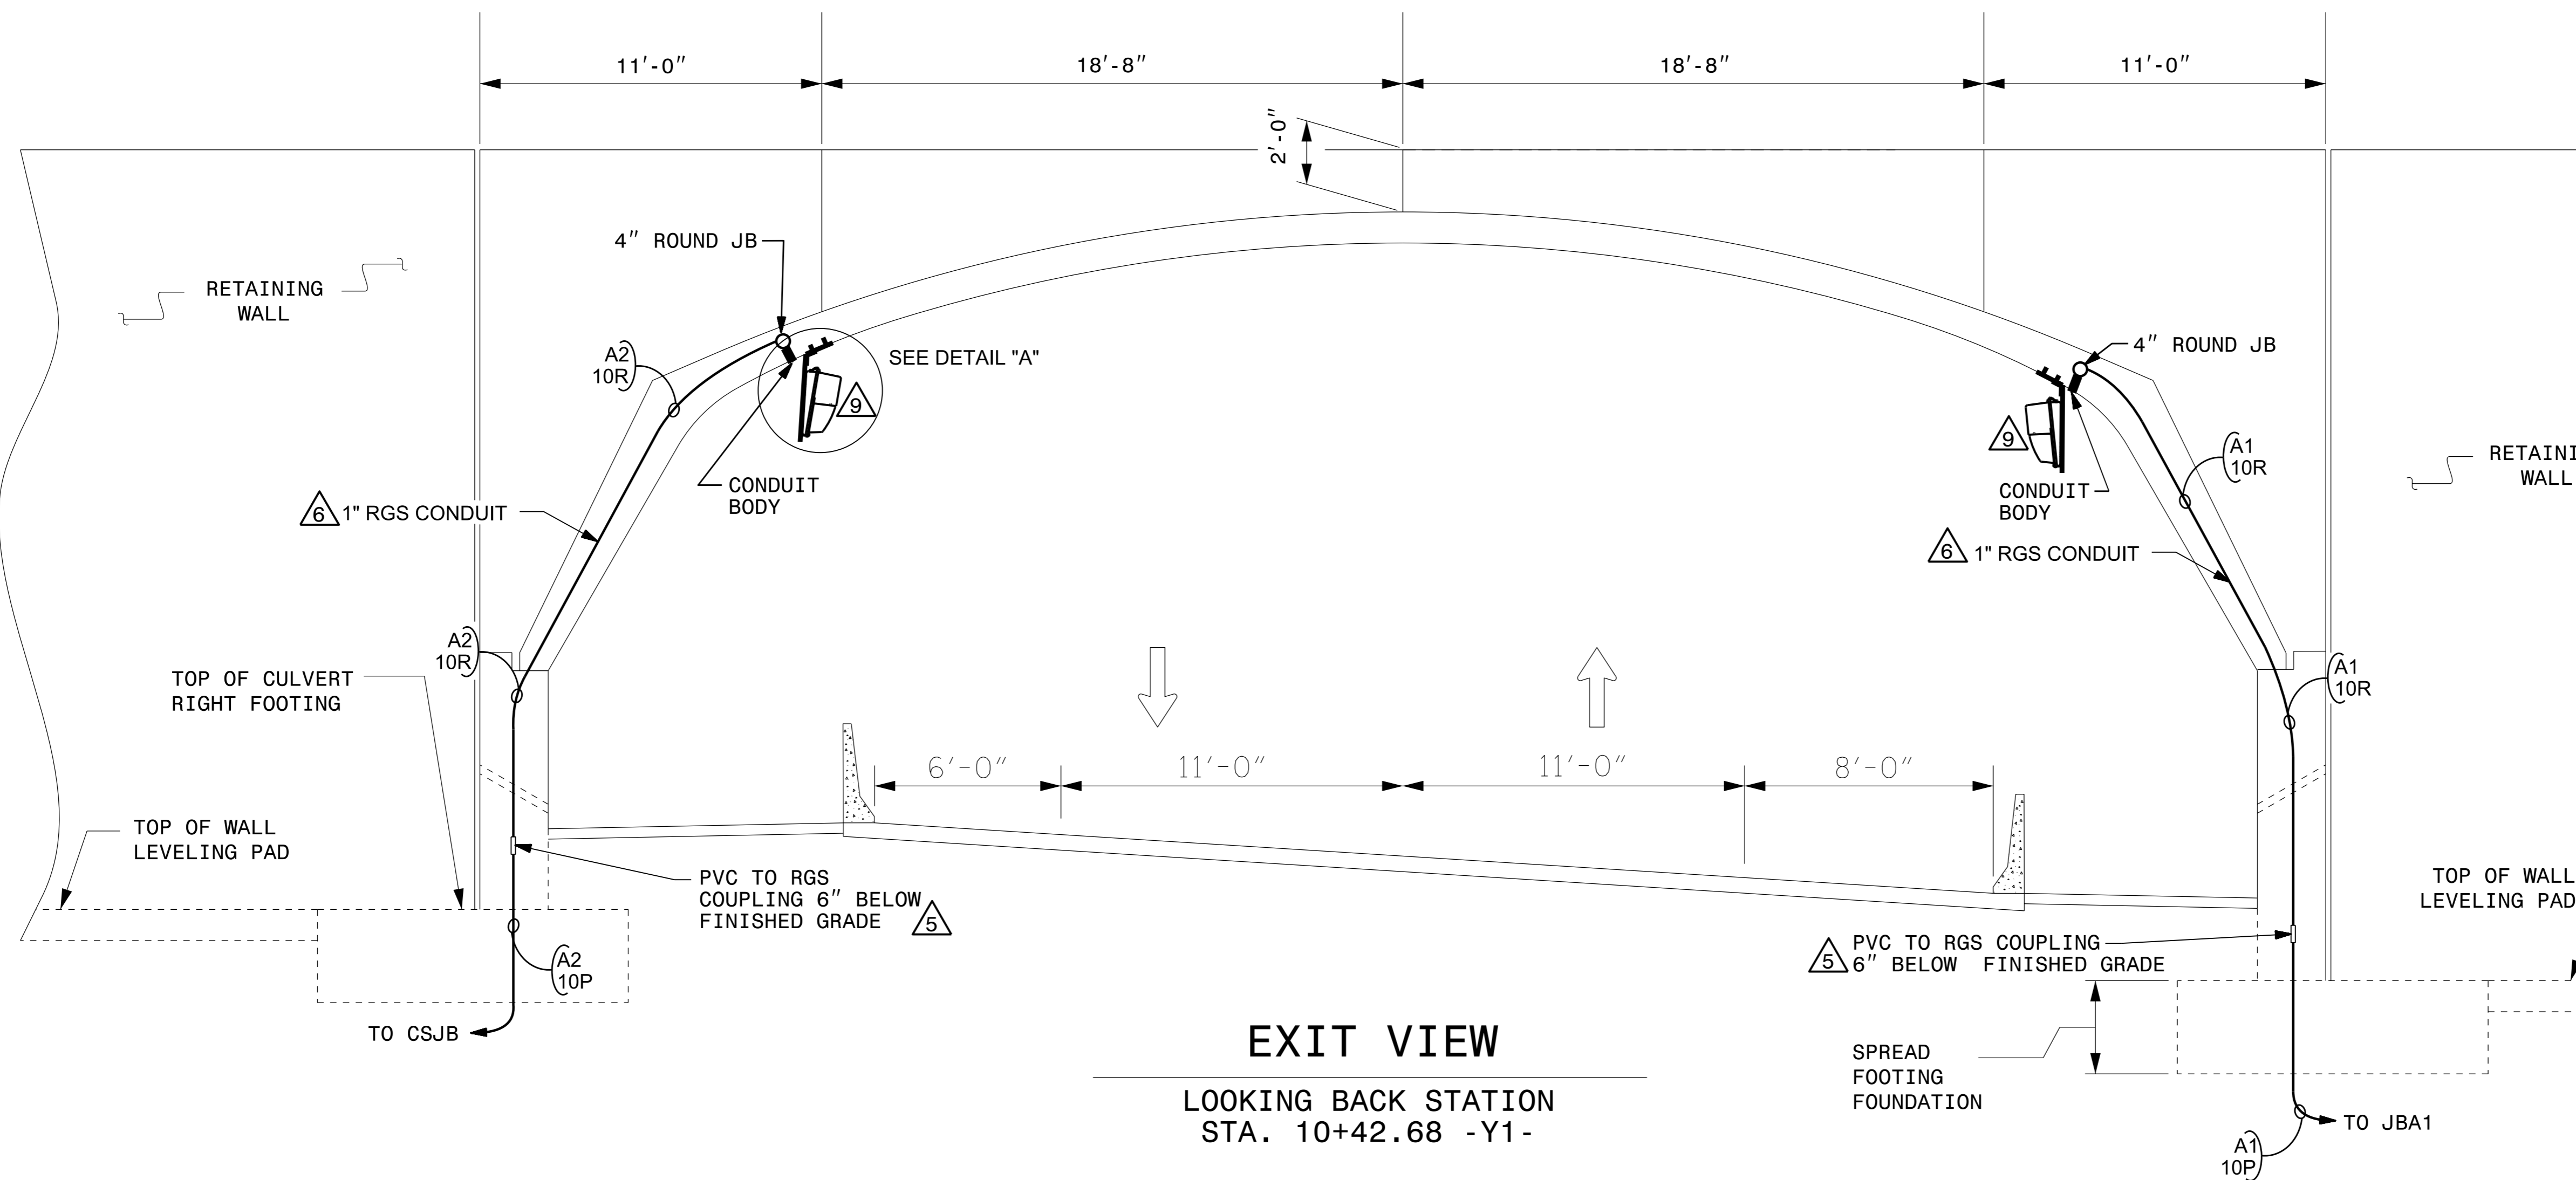 11'-0" 18'-8" 18'-8" 11'-0"
2'-0"
4" ROUND JB
RETAINING
WALL
A2
10R
SEE DETAIL "A"
9
CONDUIT
BODY
6 1" RGS CONDUIT
4" ROUND JB
9
A1
10R
CONDUIT
BODY
RETAINI
WALL
6 1" RGS CONDUIT
A2
10R
TOP OF CULVERT
RIGHT FOOTING
A1
10R
6'-0" 11'-0" 11'-0" 8'-0"
TOP OF WALL
LEVELING PAD
PVC TO RGS
COUPLING 6" BELOW
FINISHED GRADE 5
A2
10P
TO CSJB
TOP OF WALL
LEVELING PAD
5 PVC TO RGS COUPLING
6" BELOW FINISHED GRADE
EXIT VIEW
LOOKING BACK STATION
STA. 10+42.68 -Y1-
SPREAD
FOOTING
FOUNDATION
TO JBA1
A1
10P